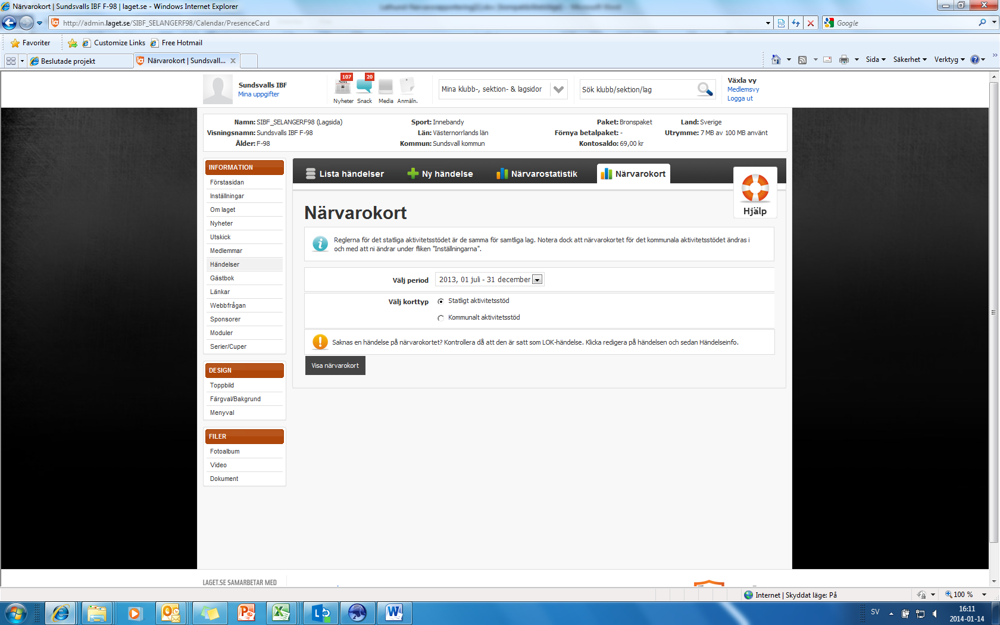 Närvarokort | Sundsvalls IBF F-98 | laget.se - Windows Internet Explorer
http://admin.laget.se/SIBF_SELANGERF98/Calendar/PresenceCard
Google
Favoriter
Customize Links
Free Hotmail
Beslutade projekt
Närvarokort | Sundsvall...
Sida
Säkerhet
Verktyg
Sundsvalls IBF
Mina uppgifter
107
20
Nyheter
Snack
Media
Anmäln.
Mina klubb-, sektion- & lagsidor
Sök klubb/sektion/lag
Växla vy
Medlemsvy
Logga ut
Namn: SIBF_SELANGERF98 (Lagsida)
Sport: Innebandy
Paket: Bronspaket
Land: Sverige
Visningsnamn: Sundsvalls IBF F-98
Län: Västernorrlands län
Förnya betalpaket: -
Utrymme: 7 MB av 100 MB använt
Ålder: F-98
Kommun: Sundsvall kommun
Kontosaldo: 69,00 kr
INFORMATION
Förstasidan
Inställningar
Om laget
Nyheter
Utskick
Medlemmar
Händelser
Gästbok
Länkar
Webbfrågan
Sponsorer
Moduler
Serier/Cuper
DESIGN
Toppbild
Färgval/Bakgrund
Menyval
FILER
Fotoalbum
Video
Dokument
Lista händelser
Ny händelse
Närvarostatistik
Närvarokort
Hjälp
Närvarokort
Reglerna för det statliga aktivitetsstödet är de samma för samtliga lag. Notera dock att närvarokortet för det kommunala aktivitetsstödet ändras i
och med att ni ändrar under fliken "Inställningarna".
Välj period
2013, 01 juli - 31 december
Välj korttyp
Statligt aktivitetsstöd
Kommunalt aktivitetsstöd
Saknas en händelse på närvarokortet? Kontrollera då att den är satt som LOK-händelse. Klicka redigera på händelsen och sedan Händelseinfo.
Visa närvarokort
LAGET.SE SAMARBETAR MED
Internet | Skyddat läge: På
100 %
SV
16:11
2014-01-14